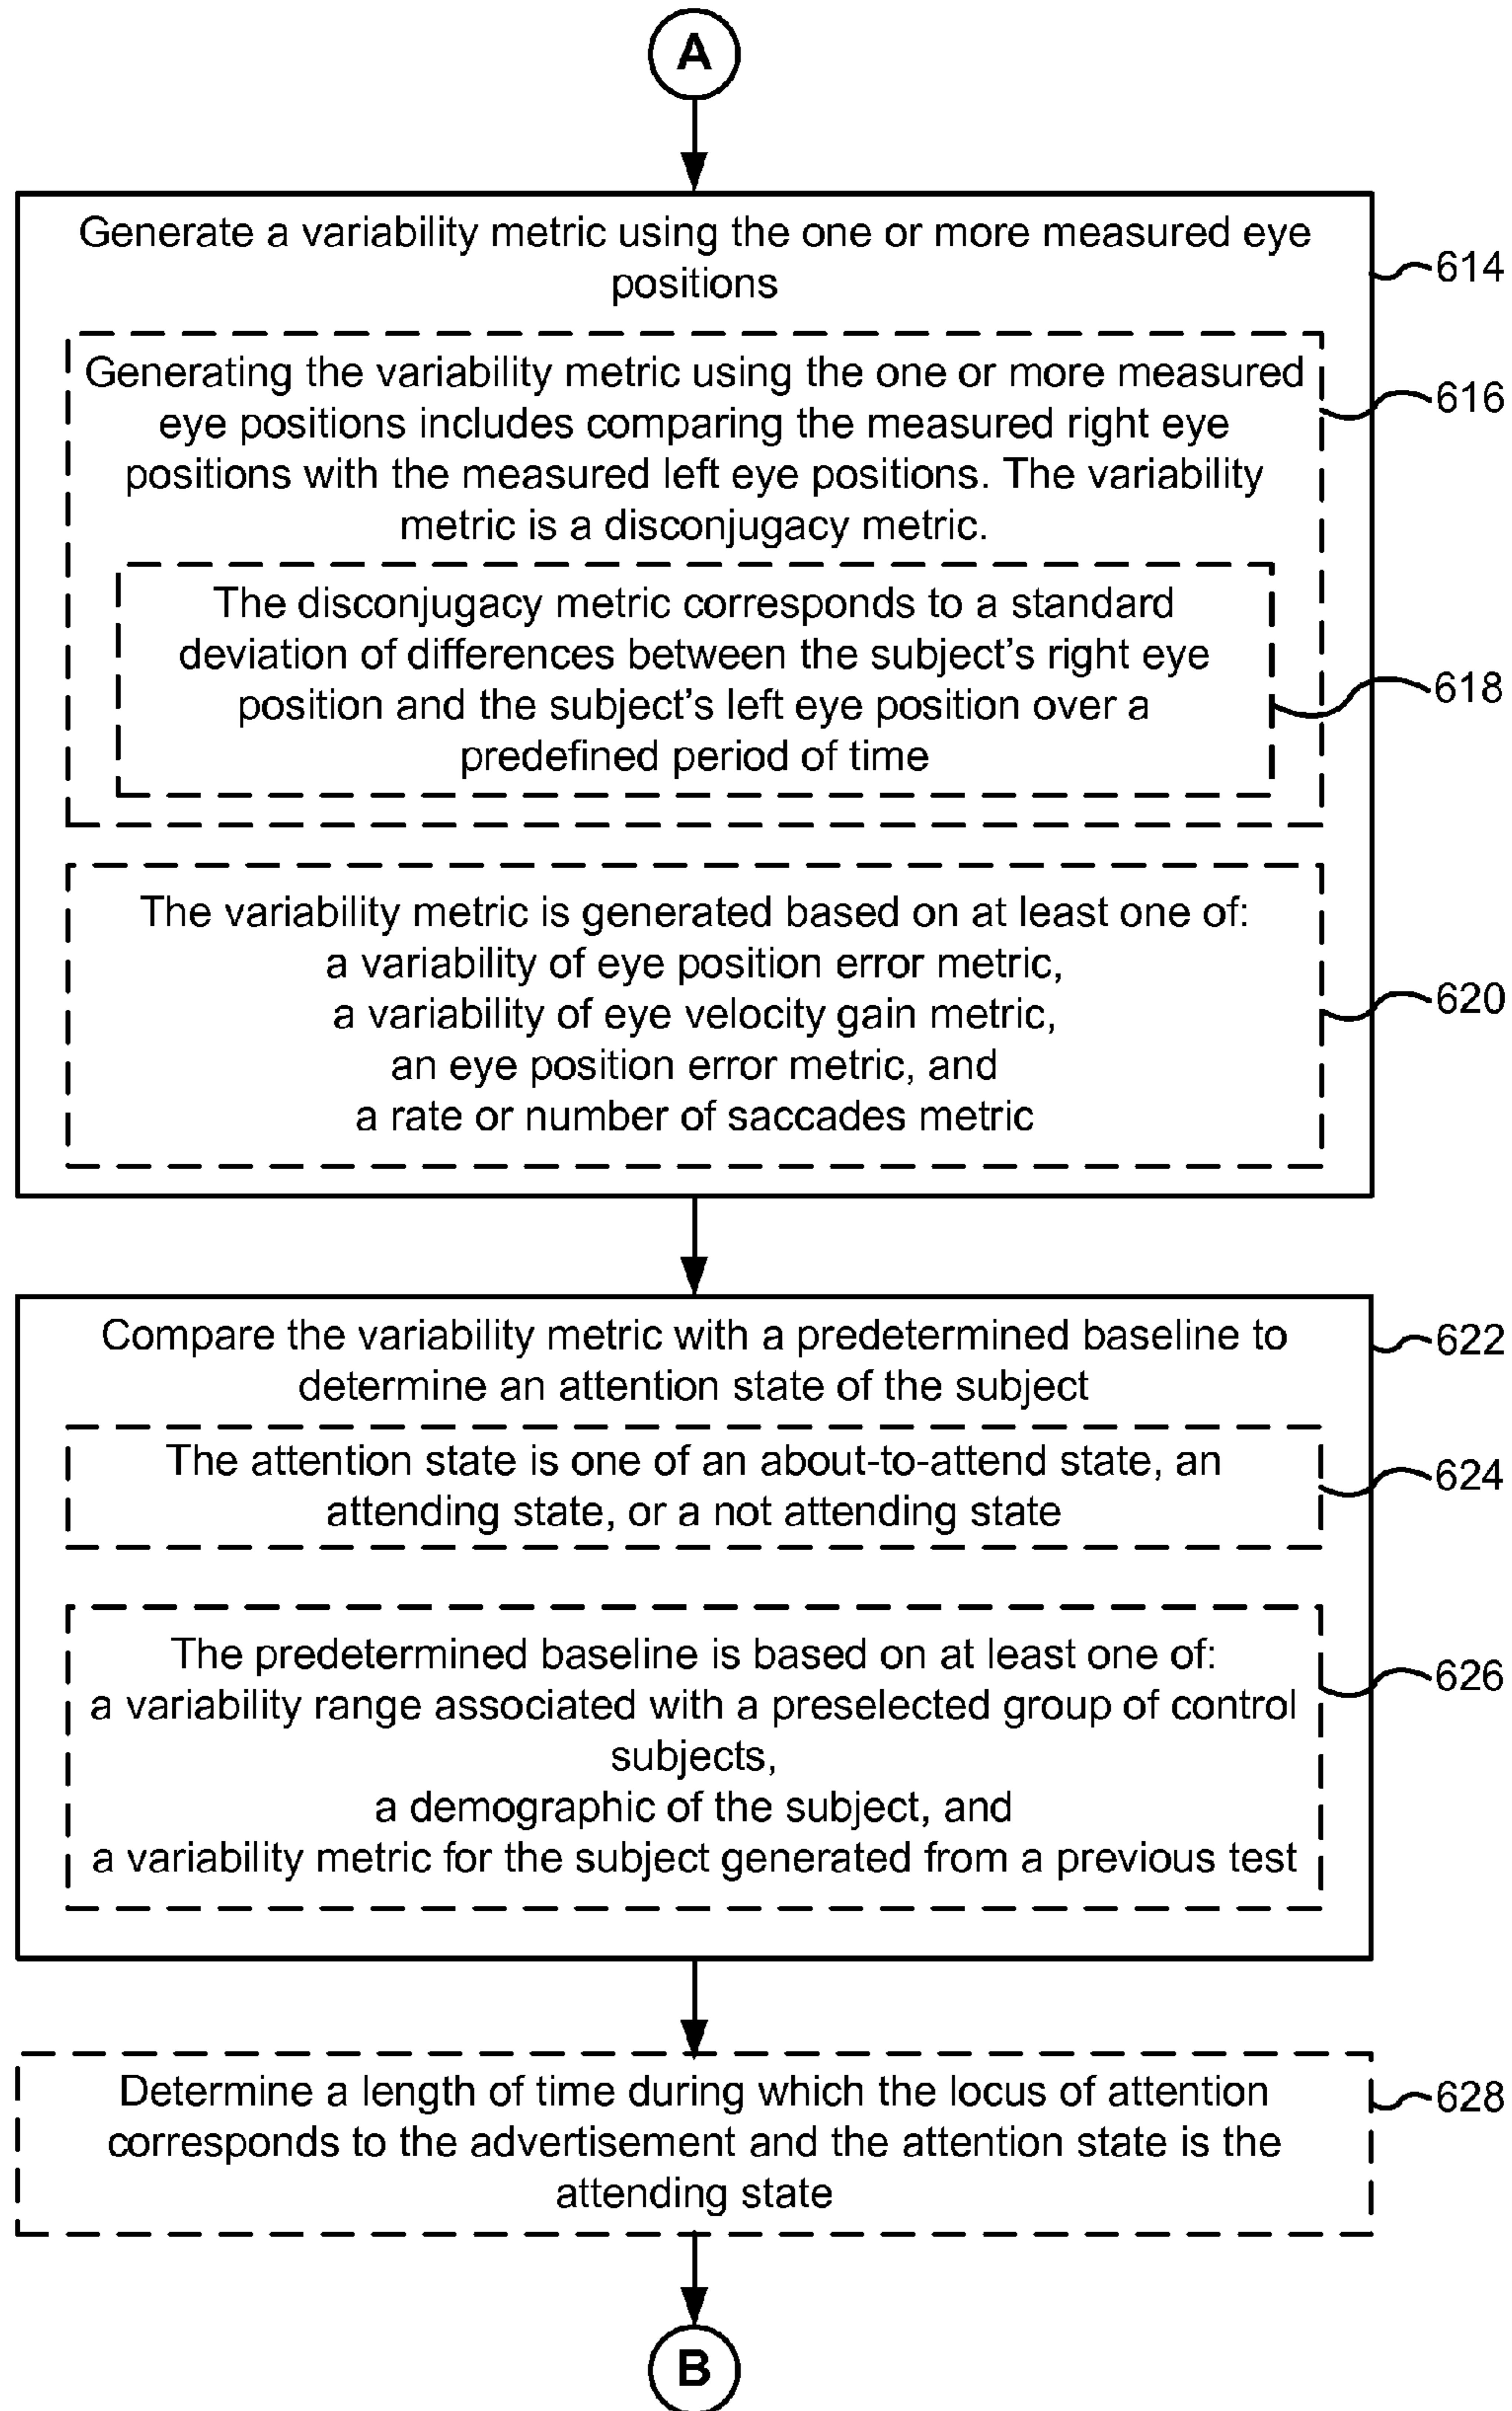 A
Generate a variability metric using the one or more measured eye
positions
614
Generating the variability metric using the one or more measured
eye positions includes comparing the measured right eye
positions with the measured left eye positions. The variability
metric is a disconjugacy metric.
616
The disconjugacy metric corresponds to a standard
deviation of differences between the subject's right eye
position and the subject's left eye position over a
predefined period of time
618
The variability metric is generated based on at least one of:
a variability of eye position error metric,
a variability of eye velocity gain metric,
an eye position error metric, and
a rate or number of saccades metric
620
Compare the variability metric with a predetermined baseline to
determine an attention state of the subject
622
The attention state is one of an about-to-attend state, an
attending state, or a not attending state
624
The predetermined baseline is based on at least one of:
a variability range associated with a preselected group of control
subjects,
a demographic of the subject, and
a variability metric for the subject generated from a previous test
626
Determine a length of time during which the locus of attention
corresponds to the advertisement and the attention state is the
attending state
628
B